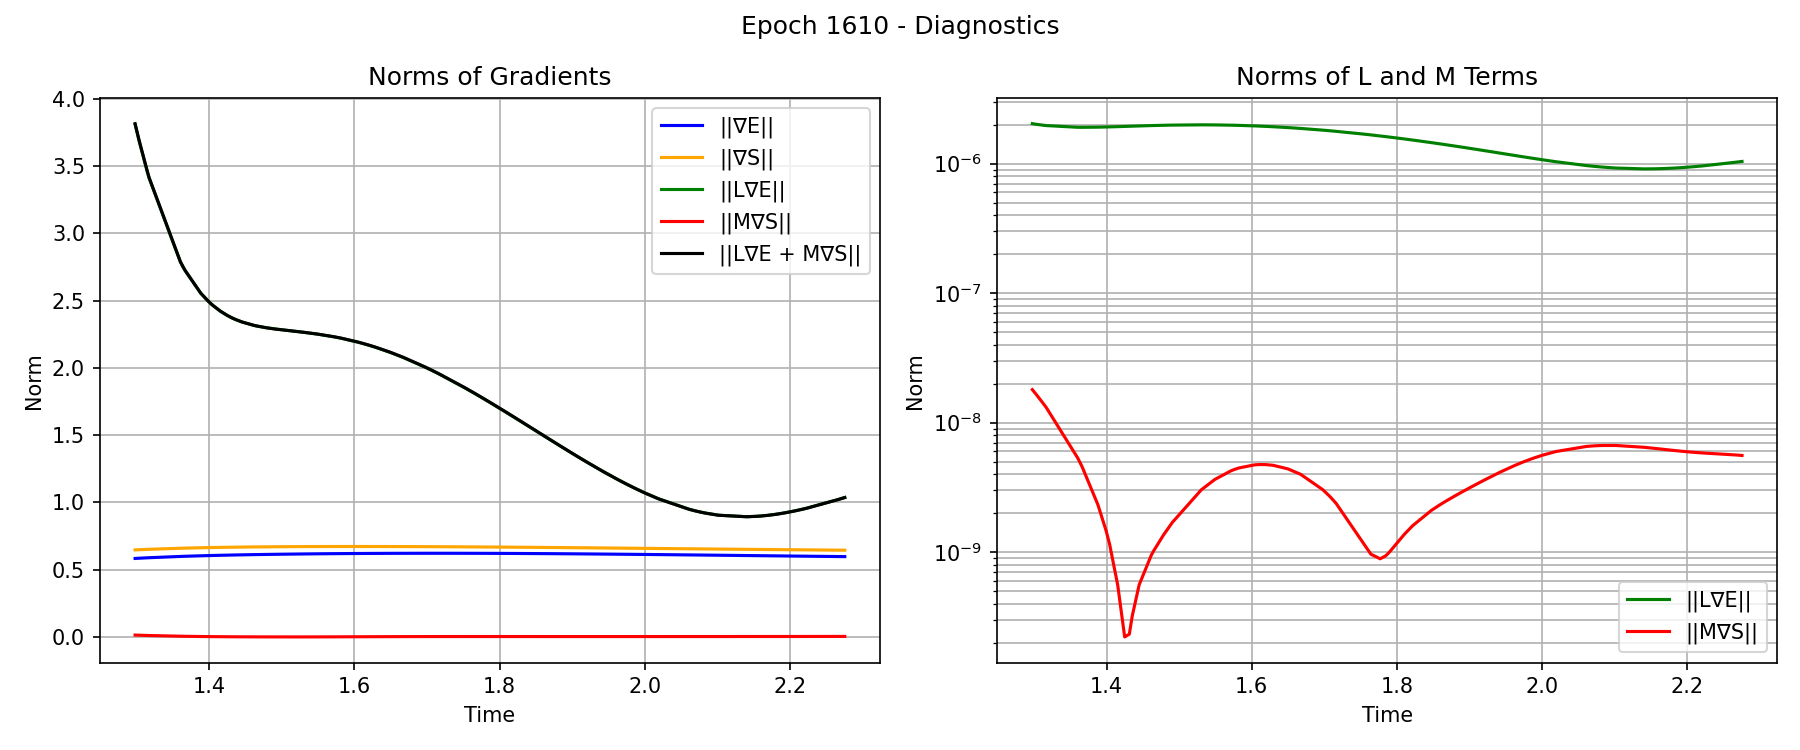 Epoch 1610 - Diagnostics
Norms of Gradients
Norm
4.0
3.5
3.0
2.5
2.0
1.5
1.0
0.5
0.0
||∇E||
||∇S||
||L∇E||
||M∇S||
||L∇E + M∇S||
1.4 1.6 1.8 2.0 2.2
Time
Norms of L and M Terms
Norm
10⁻⁶
10⁻⁷
10⁻⁸
10⁻⁹
||L∇E||
||M∇S||
1.4 1.6 1.8 2.0 2.2
Time